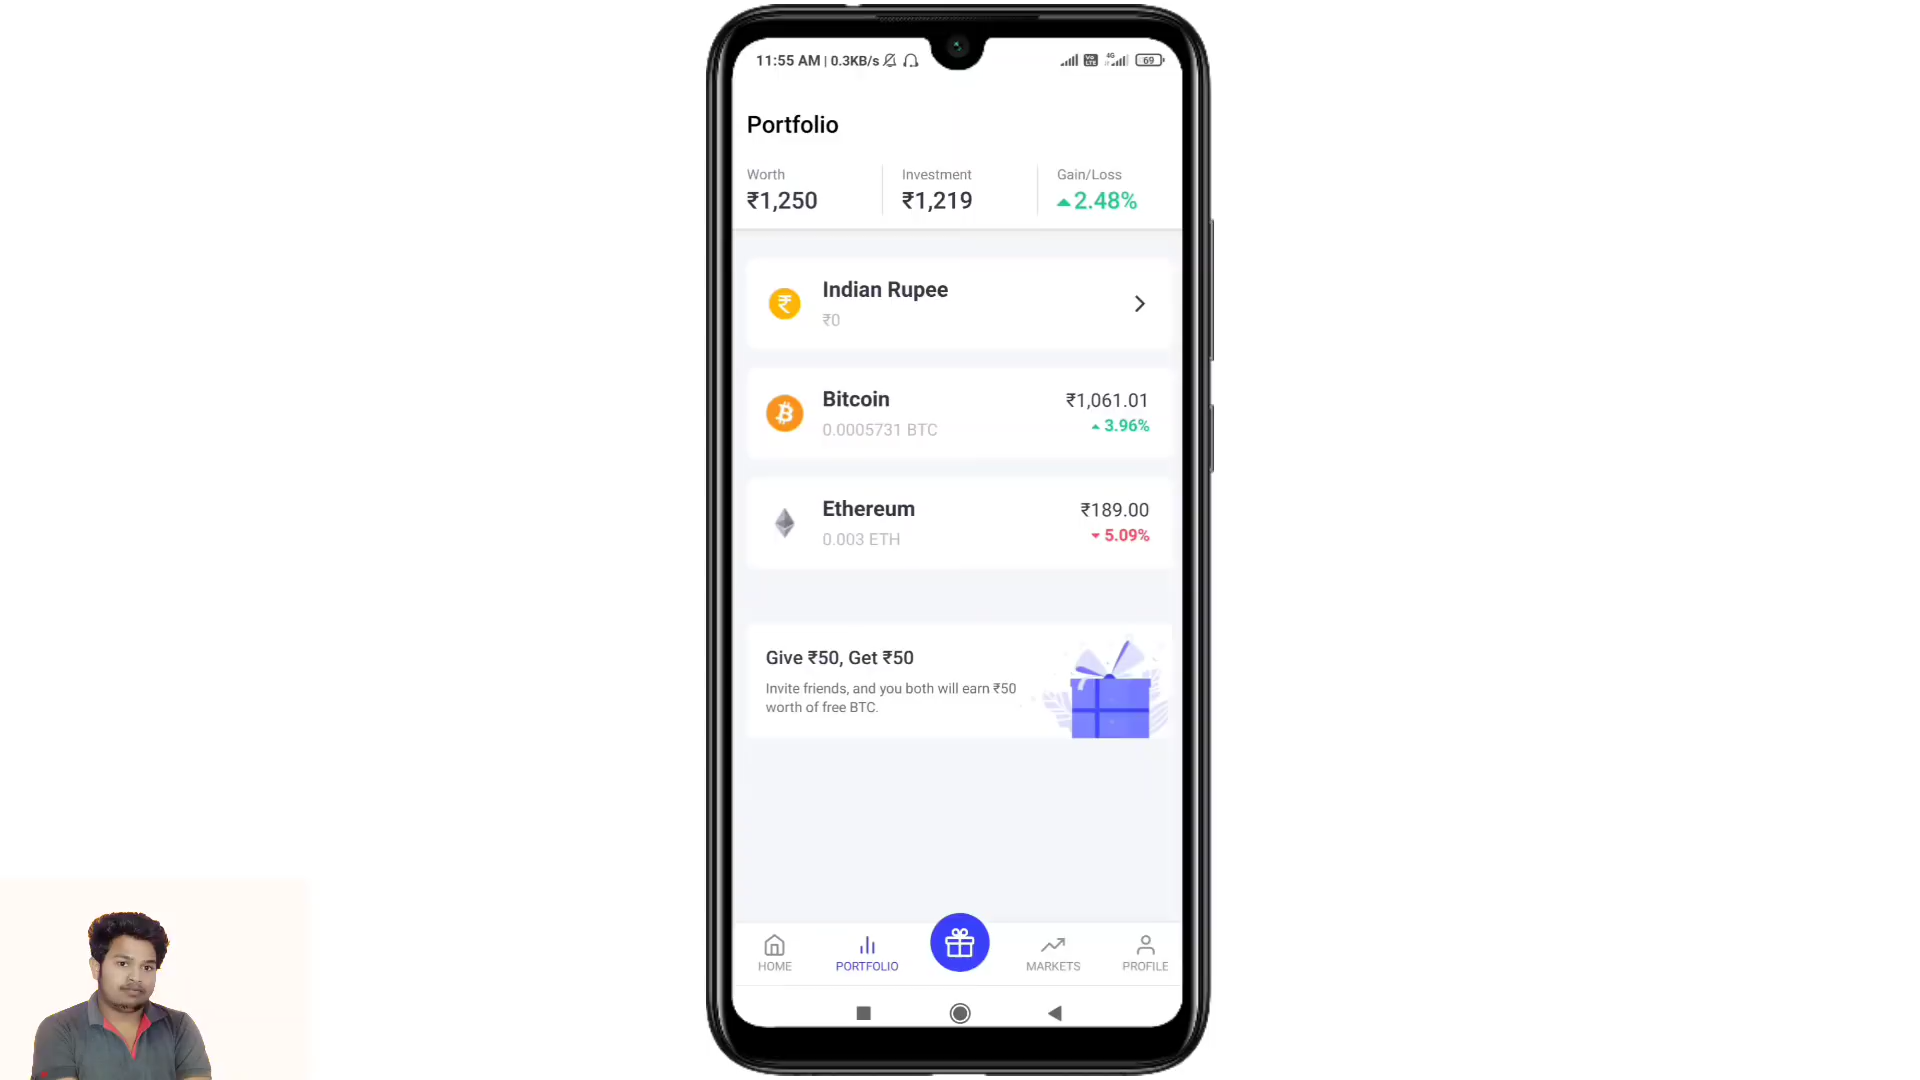 11:55 AM | 0.3KB/s
69
Portfolio
Worth
Investment
Gain/Loss
₹1,250
₹1,219
2.48%
Indian Rupee
₹0
Bitcoin
₹1,061.01
0.0005731 BTC
3.96%
Ethereum
₹189.00
0.003 ETH
5.09%
Give ₹50, Get ₹50
Invite friends, and you both will earn ₹50
worth of free BTC.
HOME
PORTFOLIO
MARKETS
PROFILE